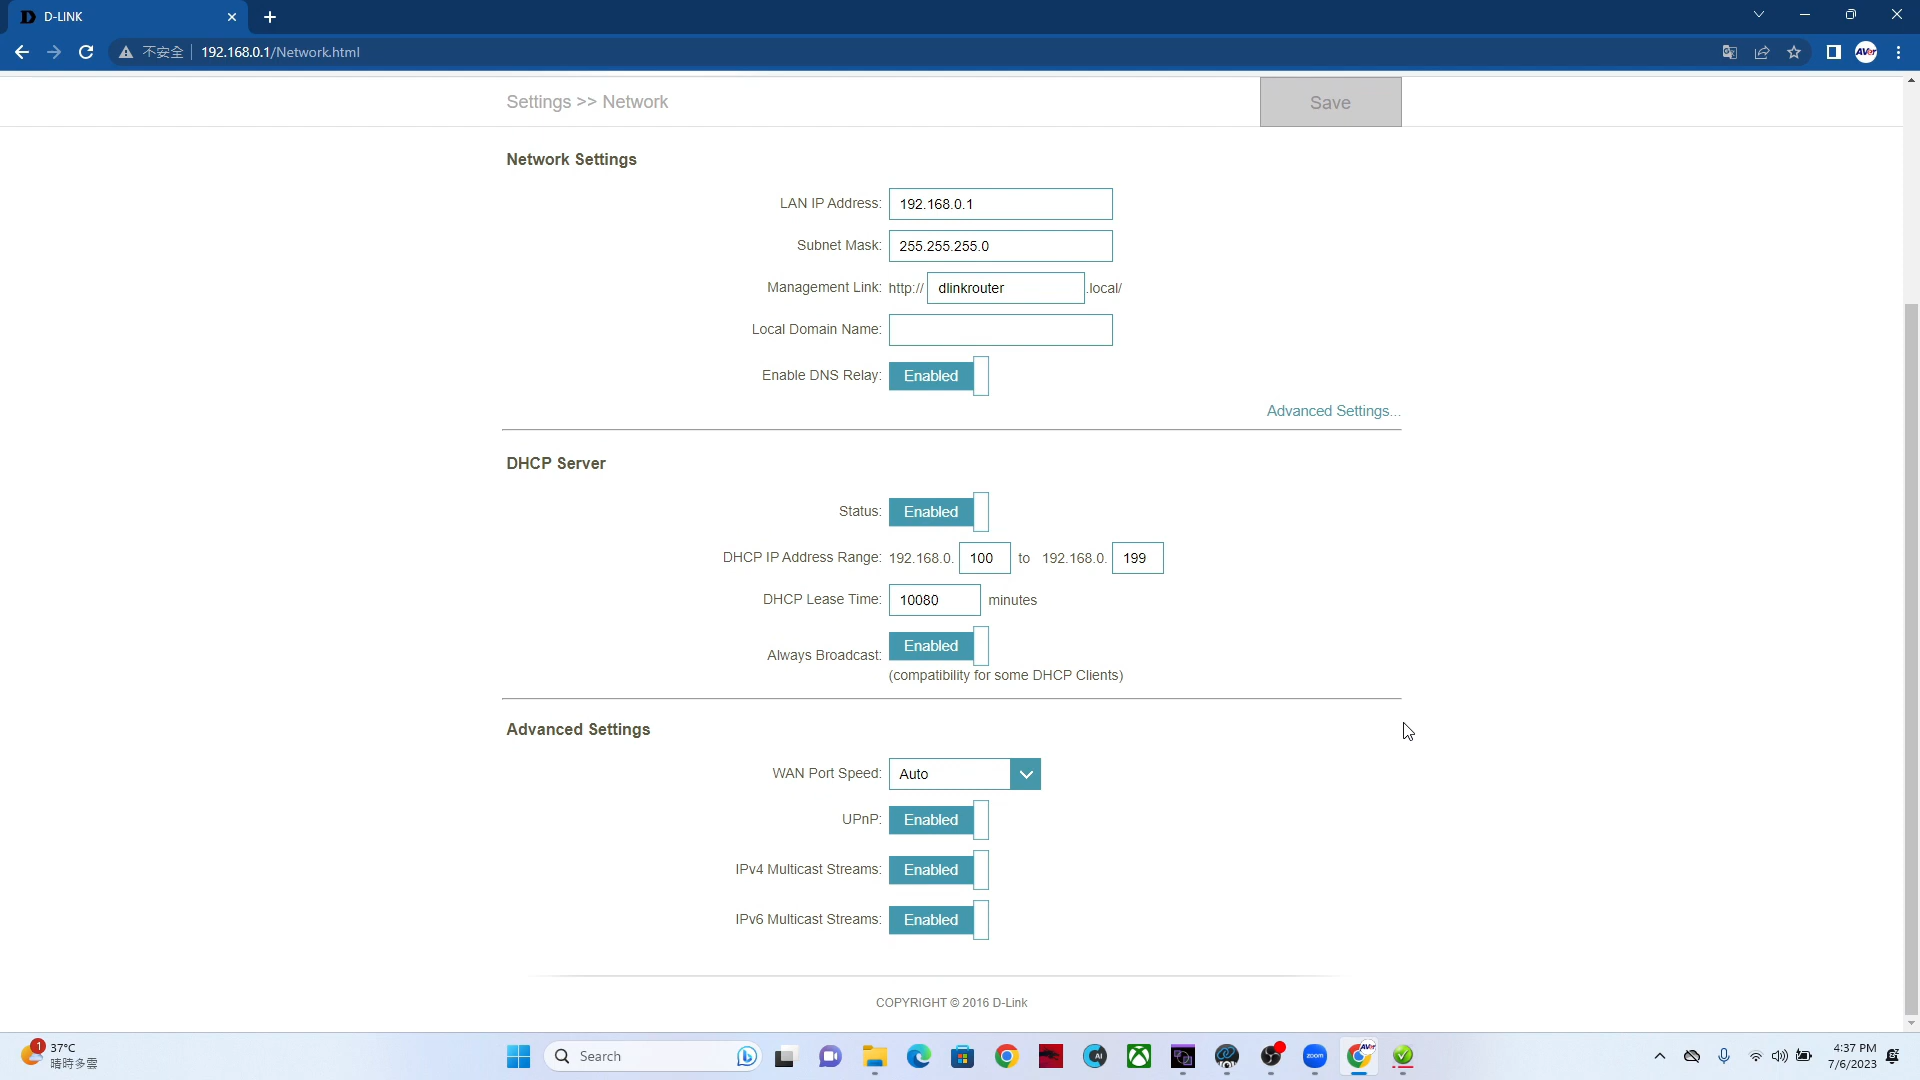 D-LINK
不安全 192.168.0.1/Network.html
AVer
Settings >> Network
Save
Network Settings
LAN IP Address: 192.168.0.1
Subnet Mask: 255.255.255.0
Management Link: http:// dlinkrouter .local/
Local Domain Name:
Enable DNS Relay: Enabled
Advanced Settings...
DHCP Server
Status: Enabled
DHCP IP Address Range: 192.168.0. 100 to 192.168.0. 199
DHCP Lease Time: 10080 minutes
Always Broadcast: Enabled
(compatibility for some DHCP Clients)
Advanced Settings
WAN Port Speed: Auto
UPnP: Enabled
IPv4 Multicast Streams: Enabled
IPv6 Multicast Streams: Enabled
COPYRIGHT © 2016 D-Link
1
37°C
晴時多雲
Search
AI
zoom
AVer
4:37 PM
7/6/2023